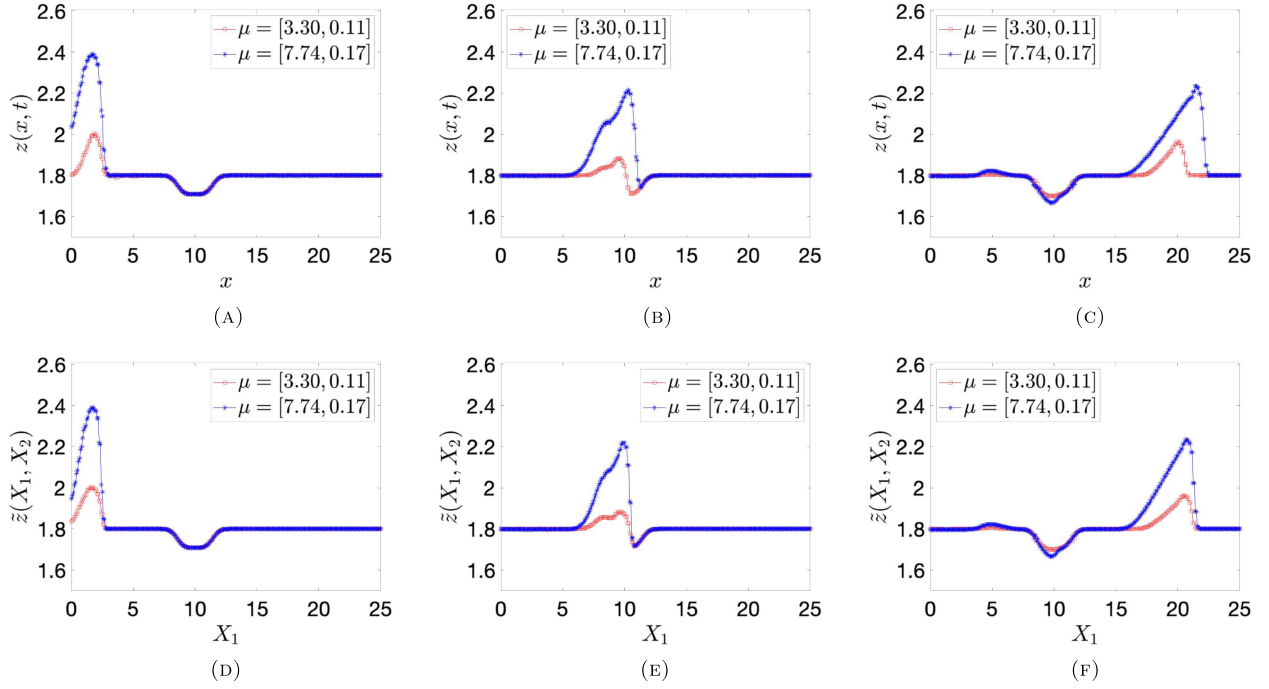 μ = [3.30, 0.11]
μ = [7.74, 0.17]
z(x, t)
2.6
2.4
2.2
2
1.8
1.6
0 5 10 15 20 25
x
(A)
μ = [3.30, 0.11]
μ = [7.74, 0.17]
z(x, t)
2.6
2.4
2.2
2
1.8
1.6
0 5 10 15 20 25
x
(B)
μ = [3.30, 0.11]
μ = [7.74, 0.17]
z(x, t)
2.6
2.4
2.2
2
1.8
1.6
0 5 10 15 20 25
x
(C)
μ = [3.30, 0.11]
μ = [7.74, 0.17]
z̃(X₁, X₂)
2.6
2.4
2.2
2
1.8
1.6
0 5 10 15 20 25
X₁
(D)
μ = [3.30, 0.11]
μ = [7.74, 0.17]
z̃(X₁, X₂)
2.6
2.4
2.2
2
1.8
1.6
0 5 10 15 20 25
X₁
(E)
μ = [3.30, 0.11]
μ = [7.74, 0.17]
z̃(X₁, X₂)
2.6
2.4
2.2
2
1.8
1.6
0 5 10 15 20 25
X₁
(F)